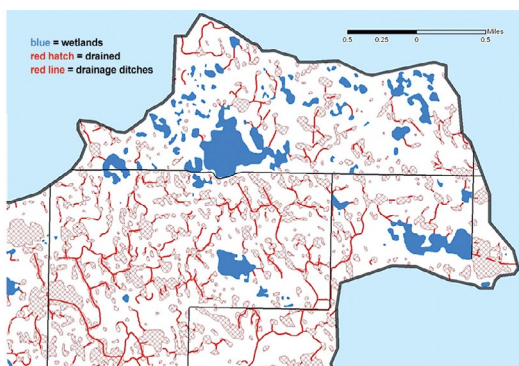 blue = wetlands
red hatch = drained
red line = drainage ditches
Miles
0.5 0.25 0 0.5